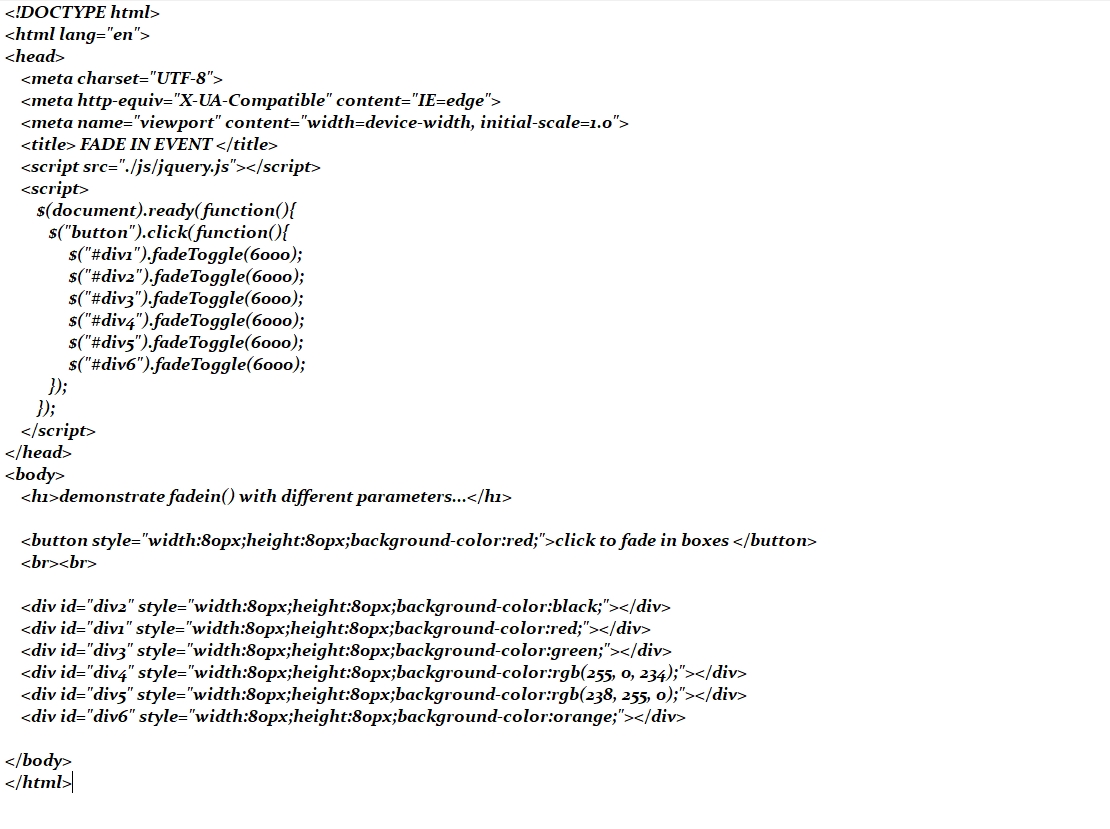 <!DOCTYPE html>
<html lang="en">
<head>
<meta charset="UTF-8">
<meta http-equiv="X-UA-Compatible" content="IE=edge">
<meta name="viewport" content="width=device-width, initial-scale=1.0">
<title> FADE IN EVENT </title>
<script src="./js/jquery.js"></script>
<script>
$(document).ready(function(){
$("button").click(function(){
$("#div1").fadeToggle(6000);
$("#div2").fadeToggle(6000);
$("#div3").fadeToggle(6000);
$("#div4").fadeToggle(6000);
$("#div5").fadeToggle(6000);
$("#div6").fadeToggle(6000);
});
});
</script>
</head>
<body>
<h1>demonstrate fadein() with different parameters...</h1>
<button style="width:80px;height:80px;background-color:red;">click to fade in boxes </button>
<br><br>
<div id="div2" style="width:80px;height:80px;background-color:black;"></div>
<div id="div1" style="width:80px;height:80px;background-color:red;"></div>
<div id="div3" style="width:80px;height:80px;background-color:green;"></div>
<div id="div4" style="width:80px;height:80px;background-color:rgb(255, 0, 234);"></div>
<div id="div5" style="width:80px;height:80px;background-color:rgb(238, 255, 0);"></div>
<div id="div6" style="width:80px;height:80px;background-color:orange;"></div>
</body>
</html>